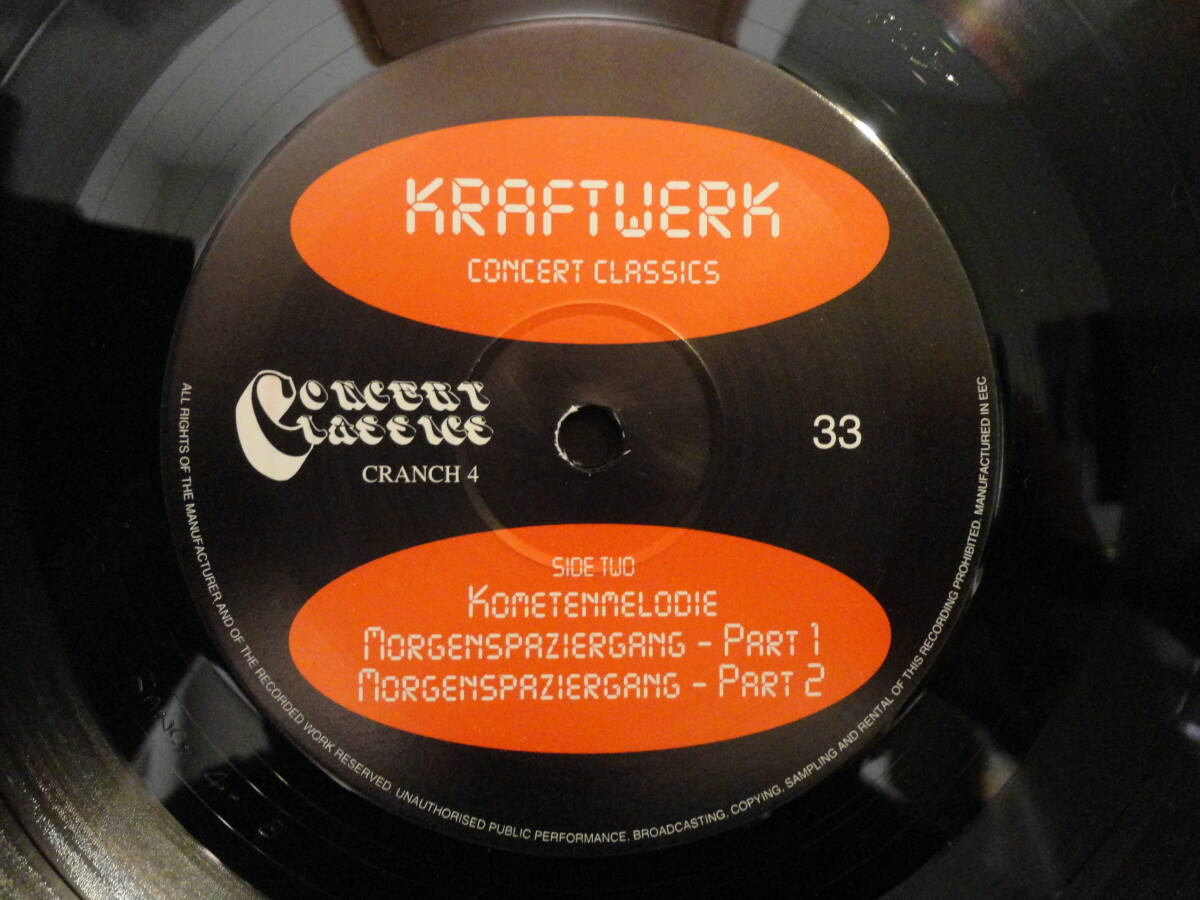 KRAFTWERK
CONCERT CLASSICS
CONCERT
CLASSICS
CRANCH 4
33
SIDE TWO
KOMETENMELODIE
MORGENSPAZIERGANG - PART 1
MORGENSPAZIERGANG - PART 2
ALL RIGHTS OF THE MANUFACTURER AND OF THE RECORDED WORK RESERVED. UNAUTHORISED PUBLIC PERFORMANCE, BROADCASTING, COPYING, SAMPLING AND RENTAL OF THIS RECORDING PROHIBITED. MANUFACTURED IN EEC